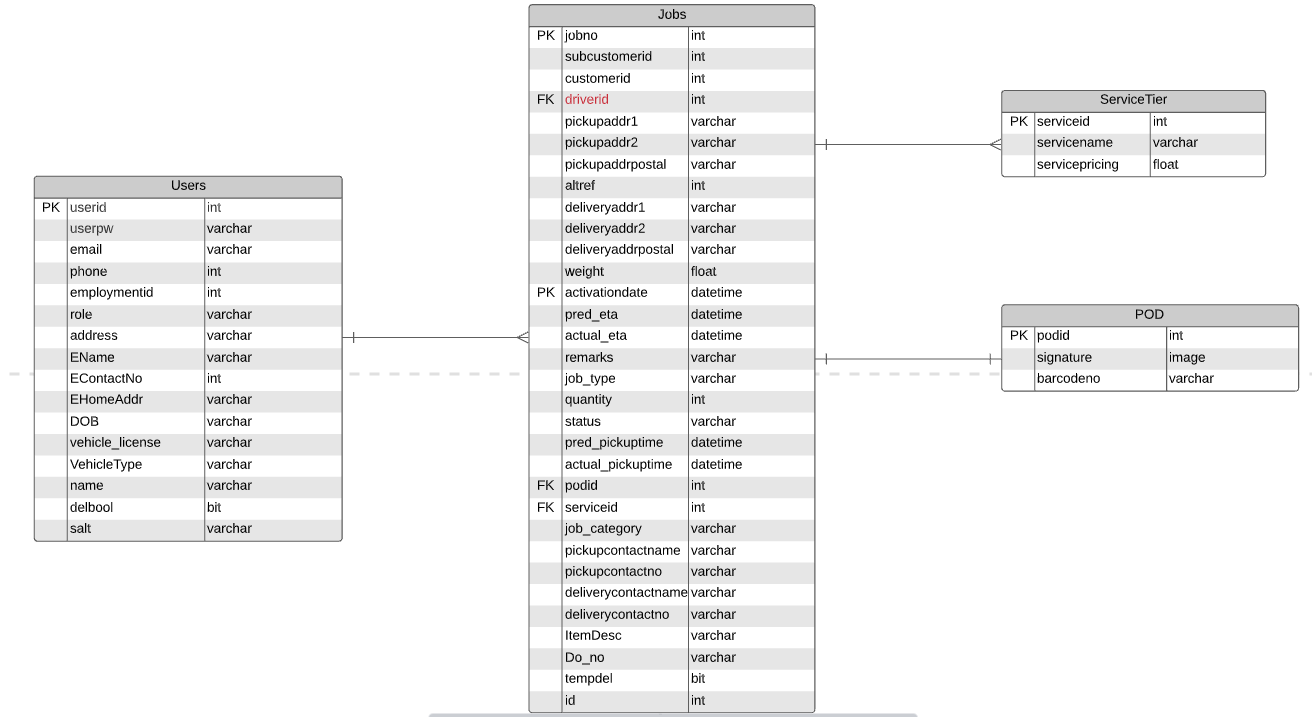 Jobs
PK jobno int
subcustomerid int
customerid int
FK driverid int
pickupaddr1 varchar
pickupaddr2 varchar
pickupaddrpostal varchar
altref int
deliveryaddr1 varchar
deliveryaddr2 varchar
deliveryaddrpostal varchar
weight float
PK activationdate datetime
pred_eta datetime
actual_eta datetime
remarks varchar
job_type varchar
quantity int
status varchar
pred_pickuptime datetime
actual_pickuptime datetime
FK podid int
FK serviceid int
job_category varchar
pickupcontactname varchar
pickupcontactno varchar
deliverycontactname varchar
deliverycontactno varchar
ItemDesc varchar
Do_no varchar
tempdel bit
id int
Users
PK userid int
userpw varchar
email varchar
phone int
employmentid int
role varchar
address varchar
EName varchar
EContactNo int
EHomeAddr varchar
DOB varchar
vehicle_license varchar
VehicleType varchar
name varchar
delbool bit
salt varchar
ServiceTier
PK serviceid int
servicename varchar
servicepricing float
POD
PK podid int
signature image
barcodeno varchar